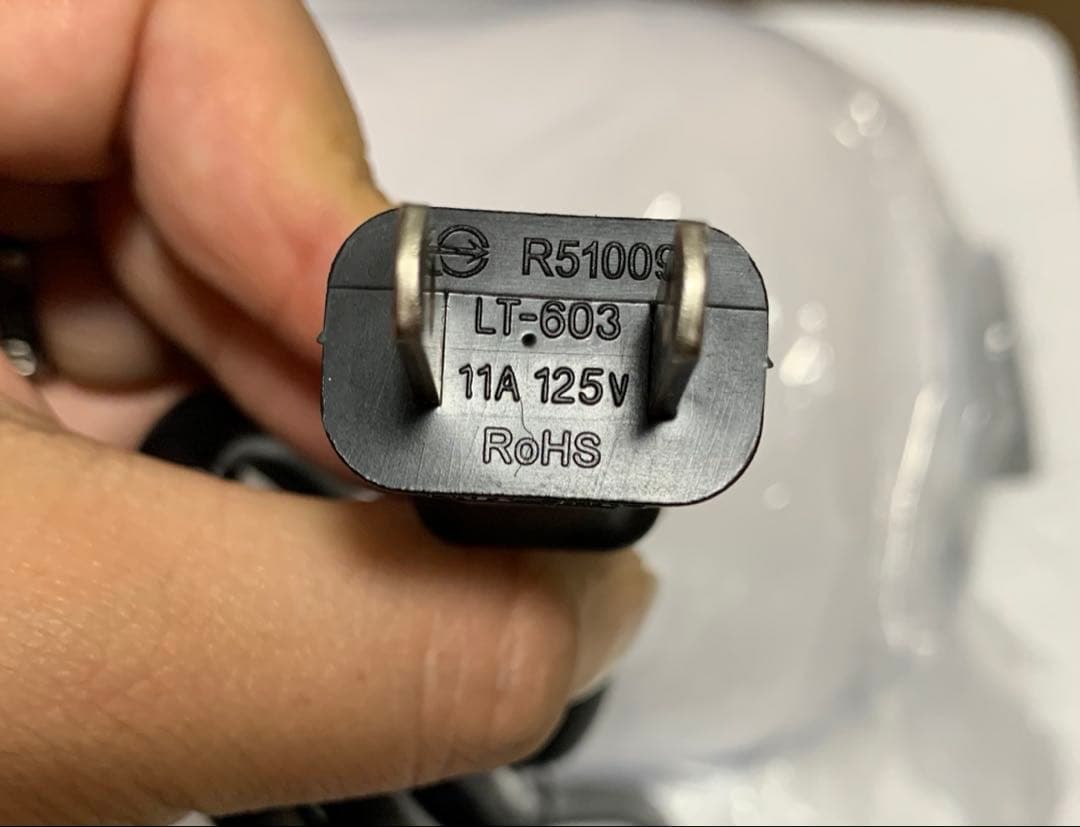 R51009
LT-603
11A 125V
RoHS